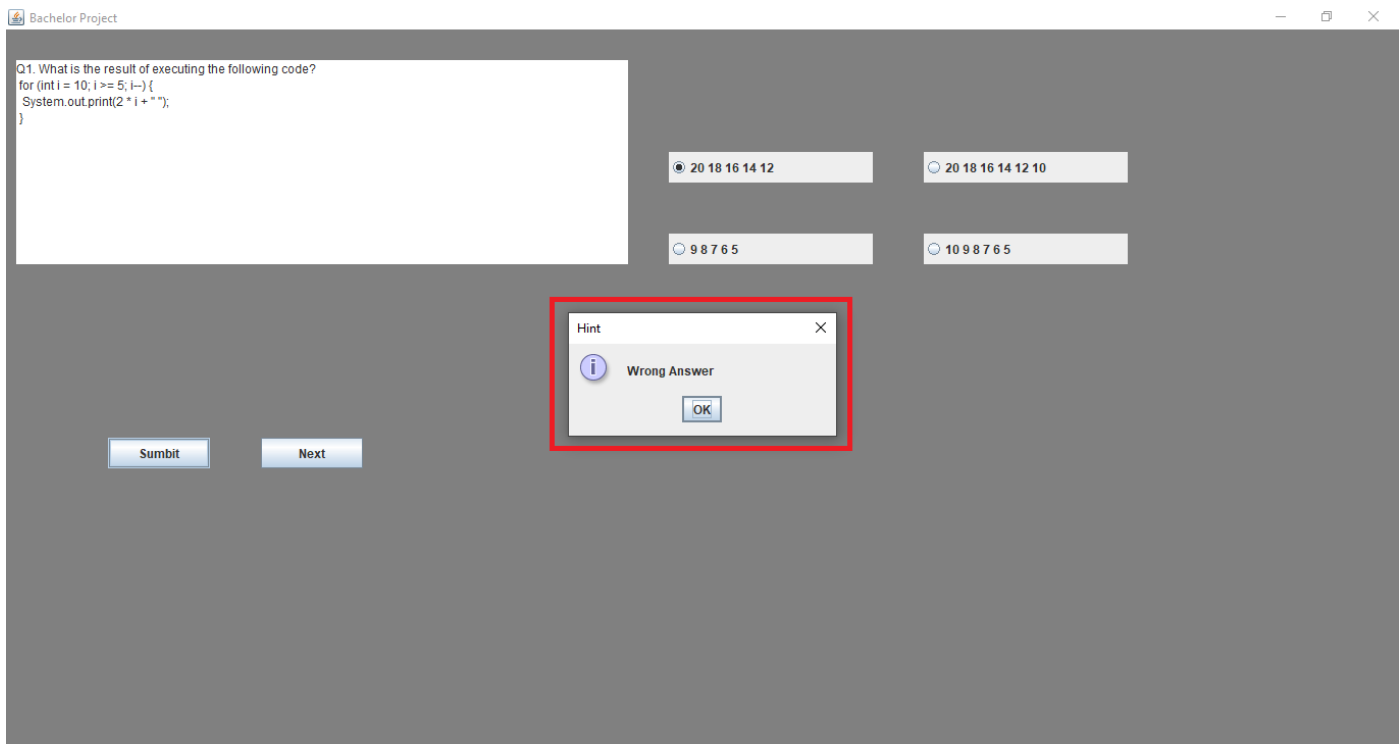 Bachelor Project
Q1. What is the result of executing the following code?
for (int i = 10; i >= 5; i--) {
System.out.print(2 * i + " ");
}
20 18 16 14 12
20 18 16 14 12 10
9 8 7 6 5
10 9 8 7 6 5
Hint
i
Wrong Answer
OK
Sumbit
Next